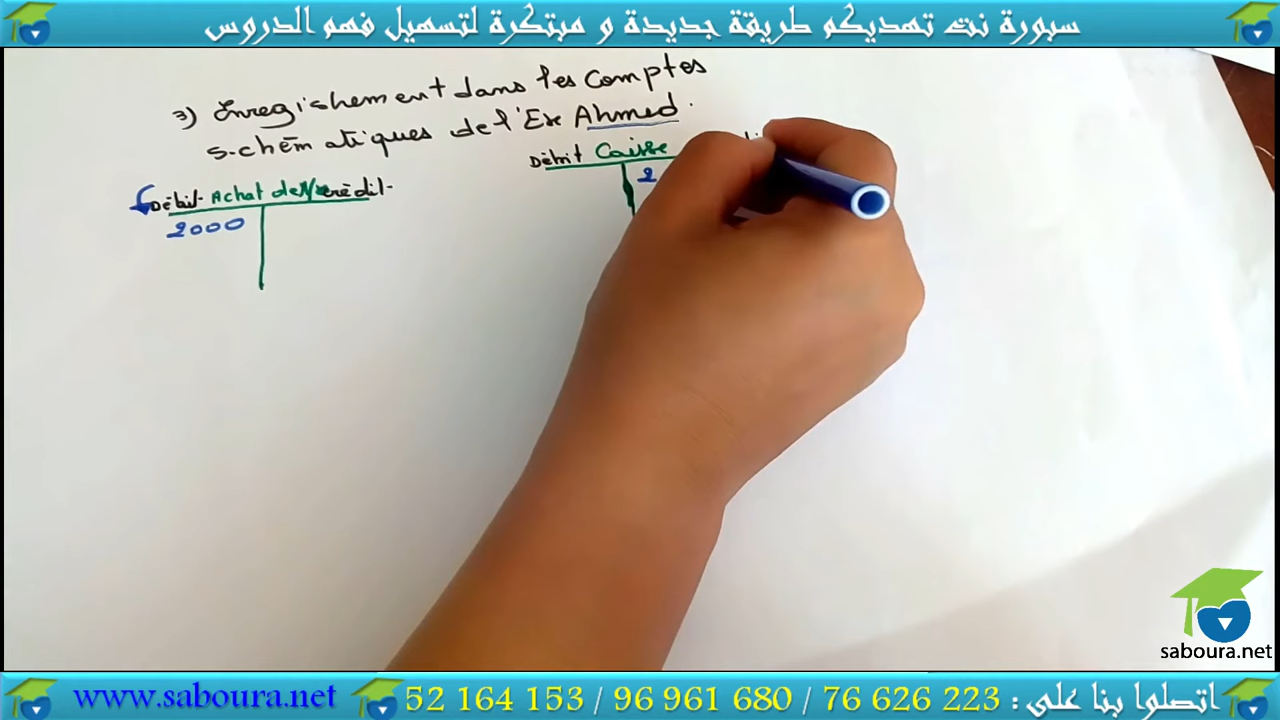 سبورة نت تهديكم طريقة جديدة و مبتكرة لتسهيل فهم الدروس
3) Enregistrement dans les Comptes
schématiques de l'Ex Ahmed.
Débit Caisse
2
Débit Achat de Crédit
2000
saboura.net
www.saboura.net
52 164 153 / 96 961 680 / 76 626 223 : اتصلوا بنا على